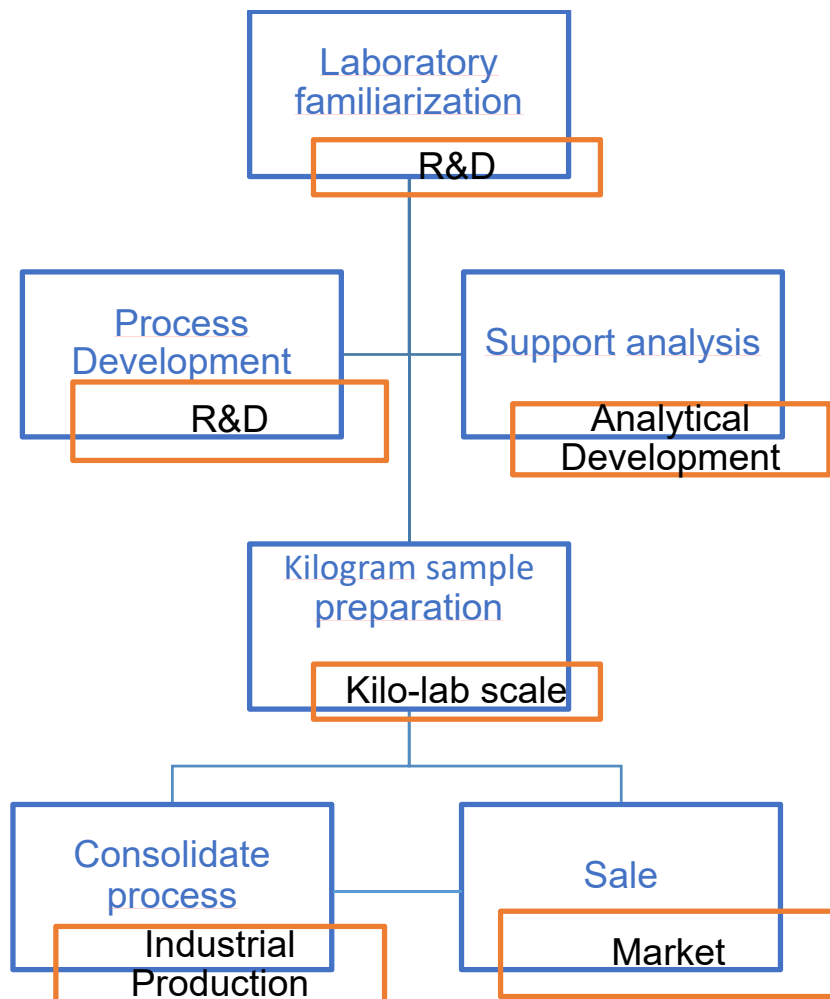 Laboratory
familiarization
R&D
Process
Development
R&D
Support analysis
Analytical
Development
Kilogram sample
preparation
Kilo-lab scale
Consolidate
process
Industrial
Production
Sale
Market